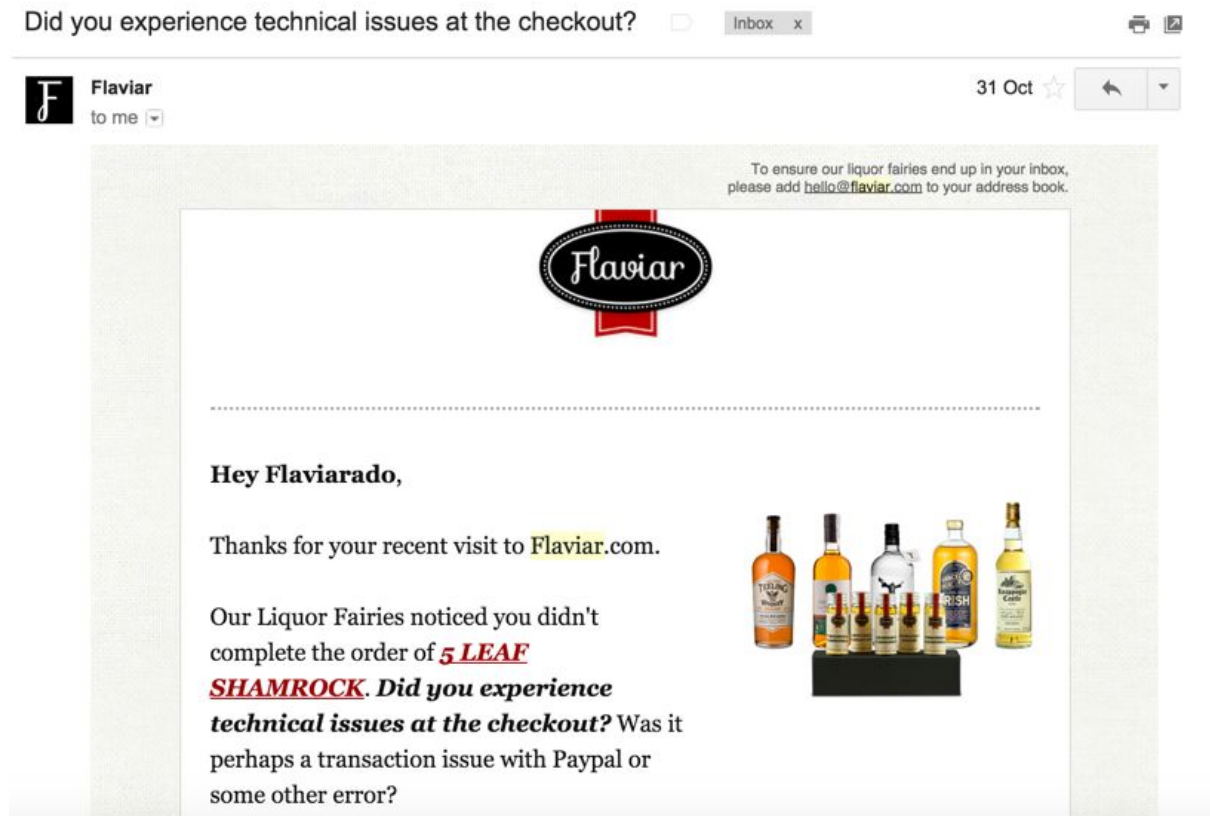 Did you experience technical issues at the checkout?
Inbox x
F
Flaviar
31 Oct
to me
To ensure our liquor fairies end up in your inbox,
please add hello@flaviar.com to your address book.
Flaviar
Hey Flaviarado,
Thanks for your recent visit to Flaviar.com.
Our Liquor Fairies noticed you didn't
complete the order of 5 LEAF
SHAMROCK. Did you experience
technical issues at the checkout? Was it
perhaps a transaction issue with Paypal or
some other error?
TEELING
IRISH
Knappogue
Castle